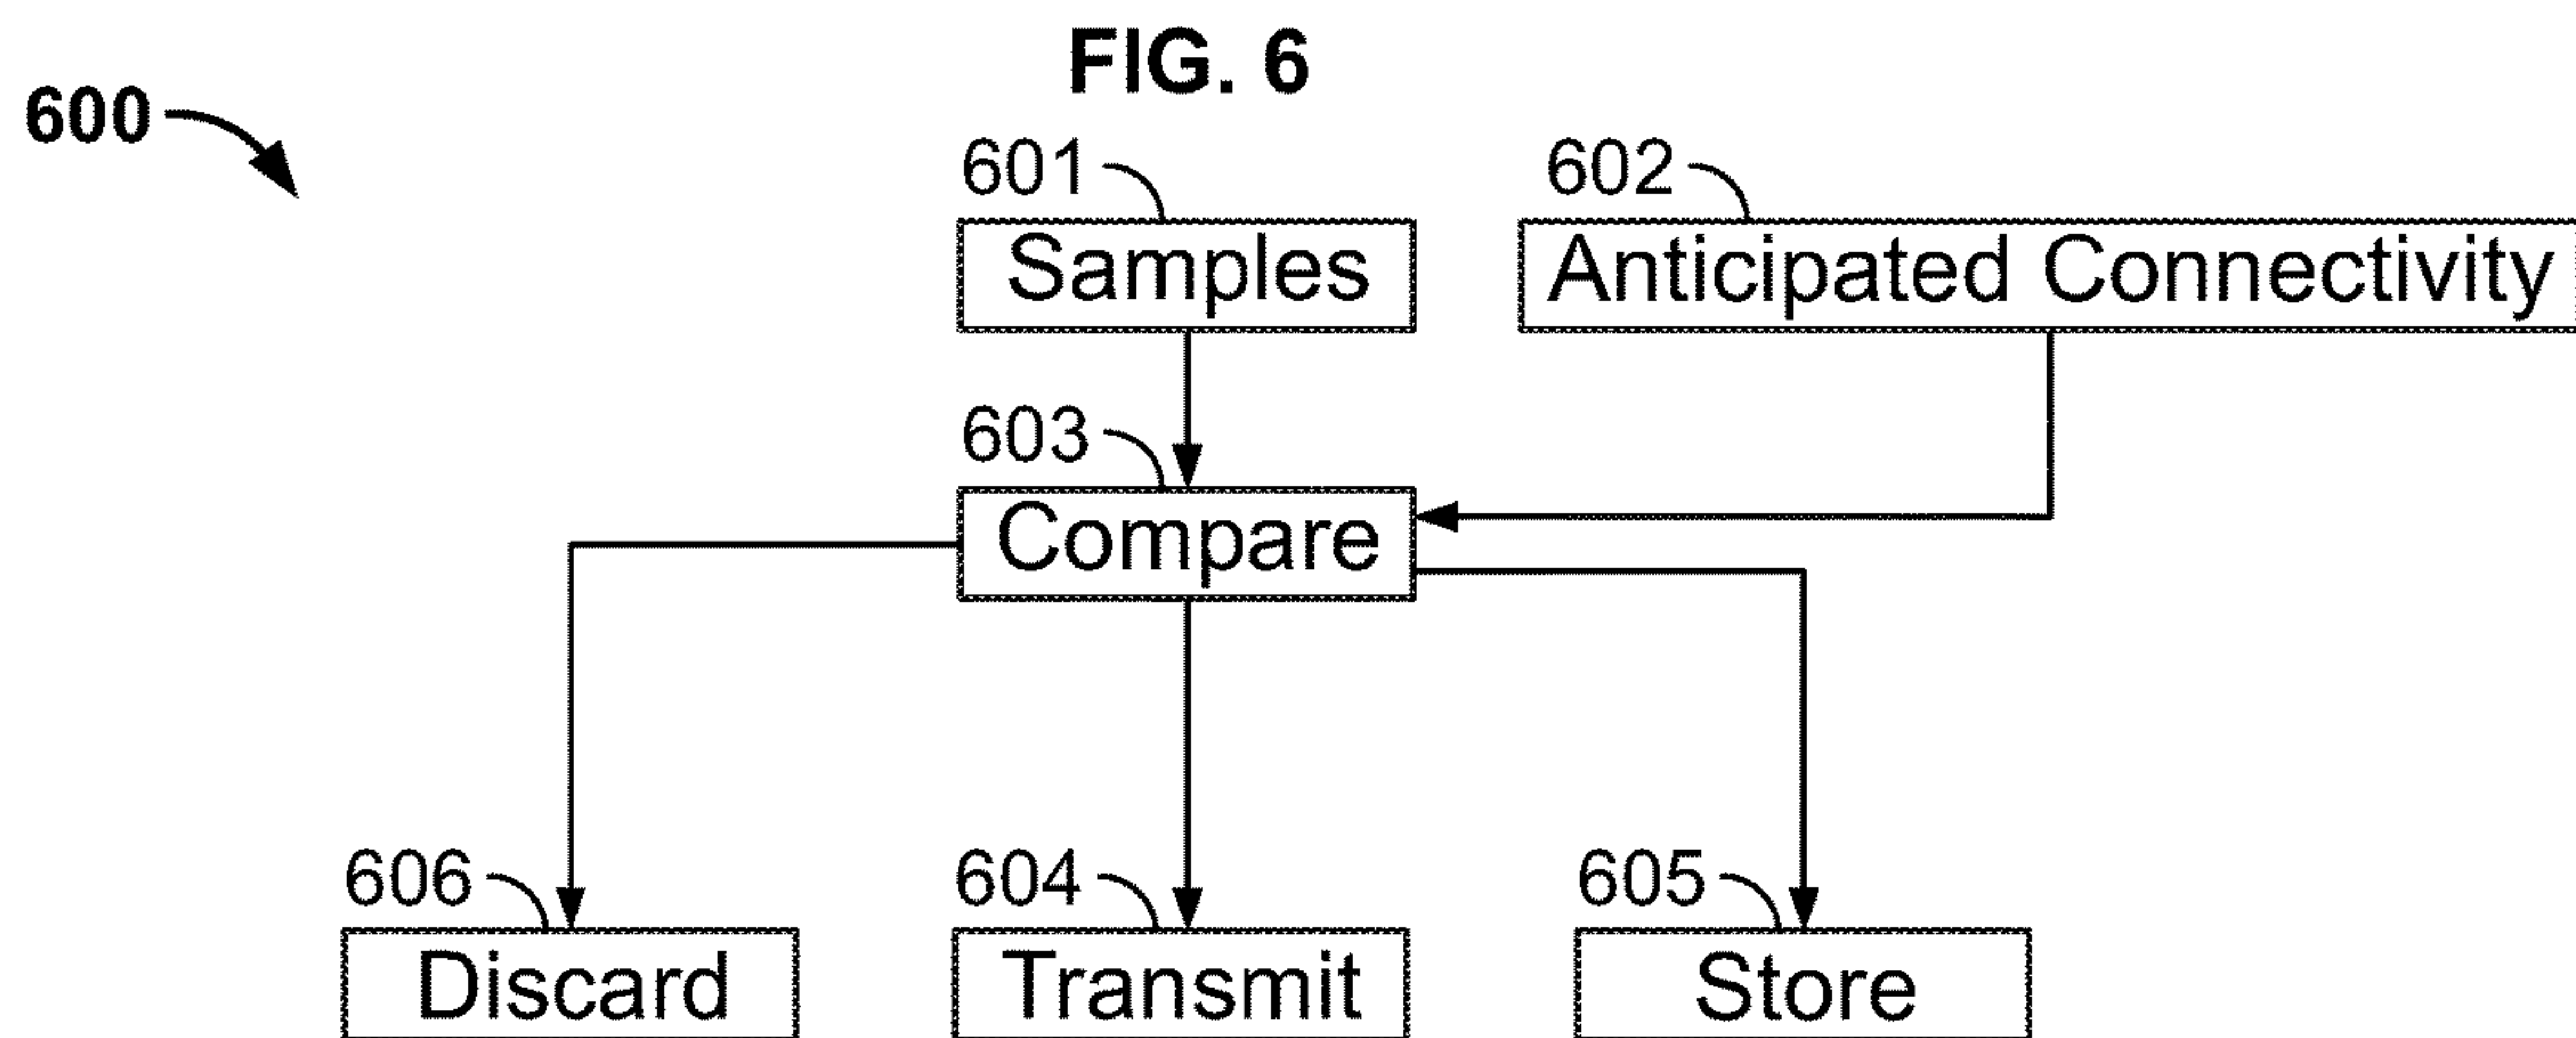 FIG. 6
600
601
602
Samples
Anticipated Connectivity
603
Compare
606
604
605
Discard
Transmit
Store